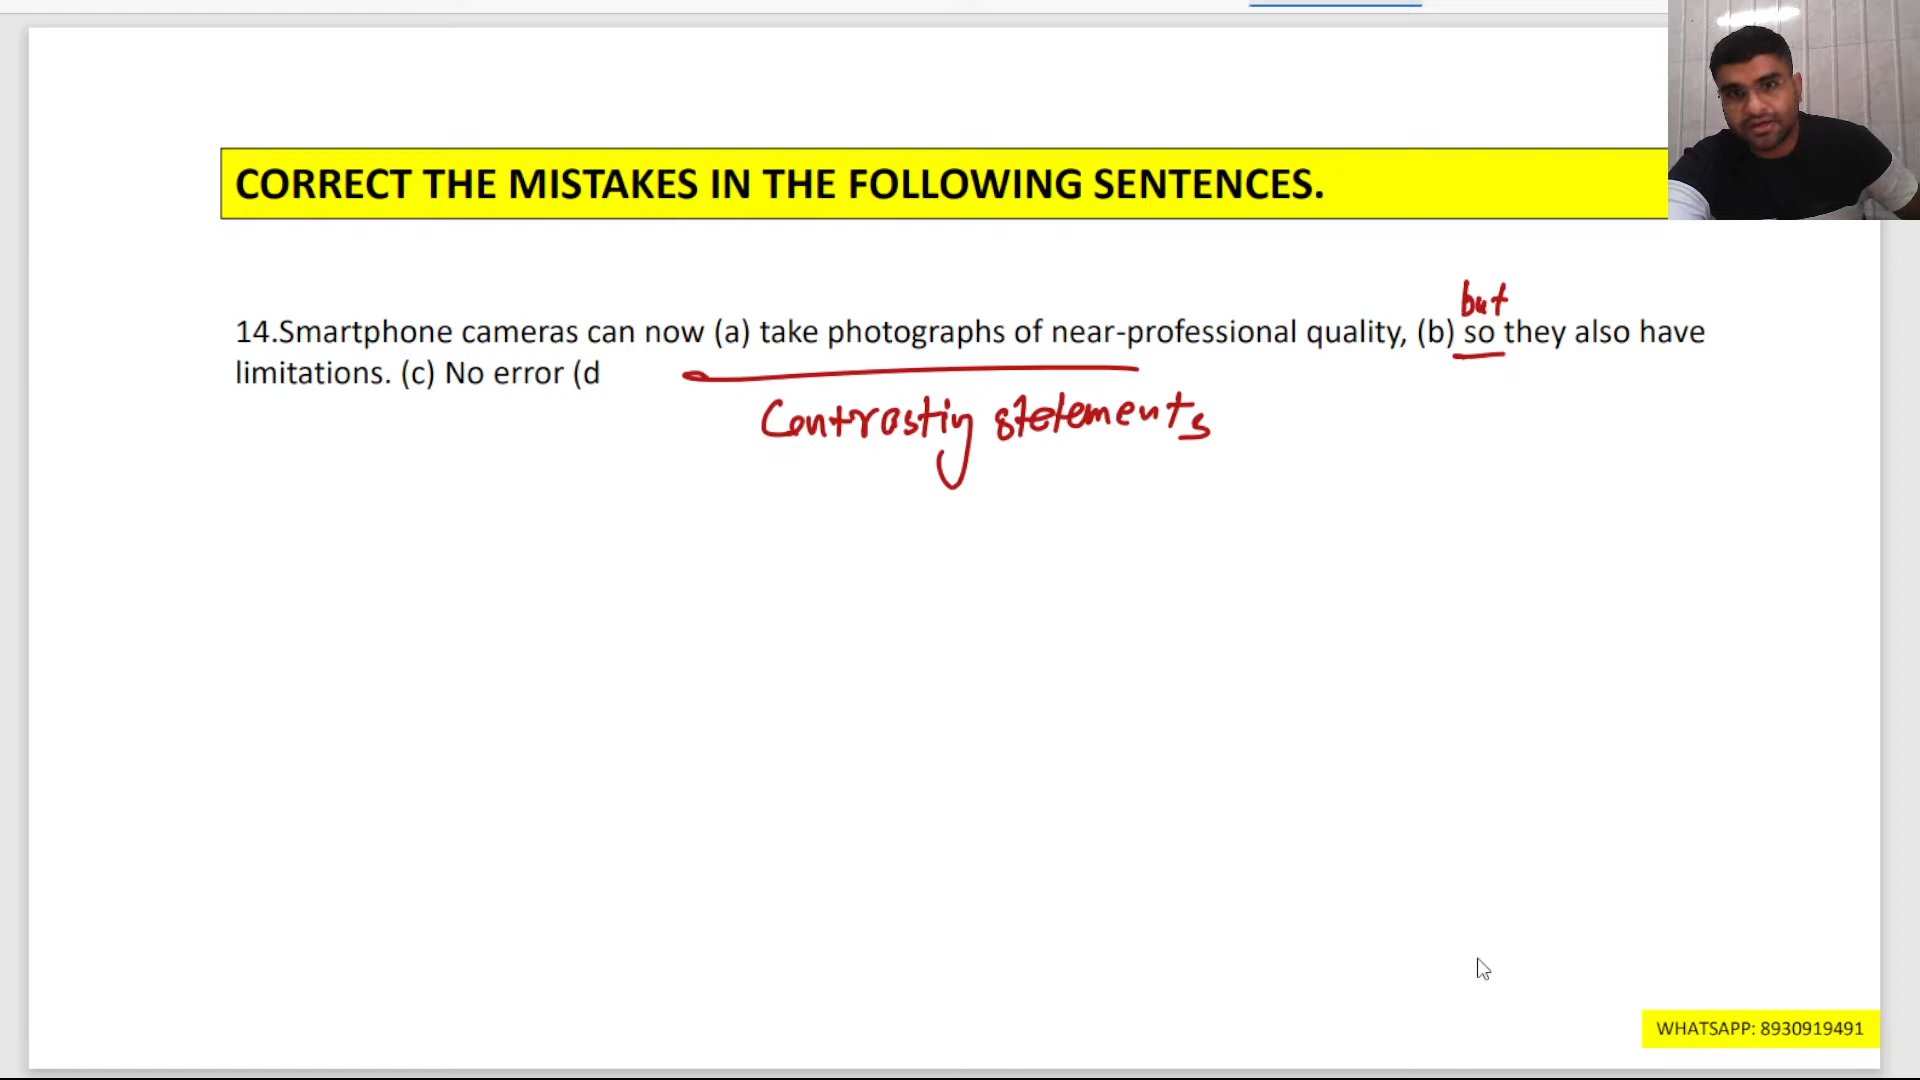 CORRECT THE MISTAKES IN THE FOLLOWING SENTENCES.
but
14.Smartphone cameras can now (a) take photographs of near-professional quality, (b) so they also have
limitations. (c) No error (d
Contrasting statements
WHATSAPP: 8930919491